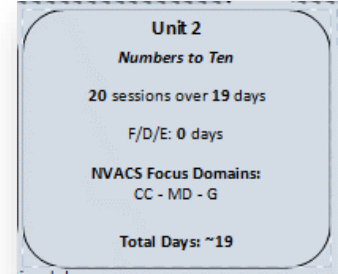 Unit 2
Numbers to Ten
20 sessions over 19 days
F/D/E: 0 days
NVACS Focus Domains:
CC - MD - G
Total Days: ~19